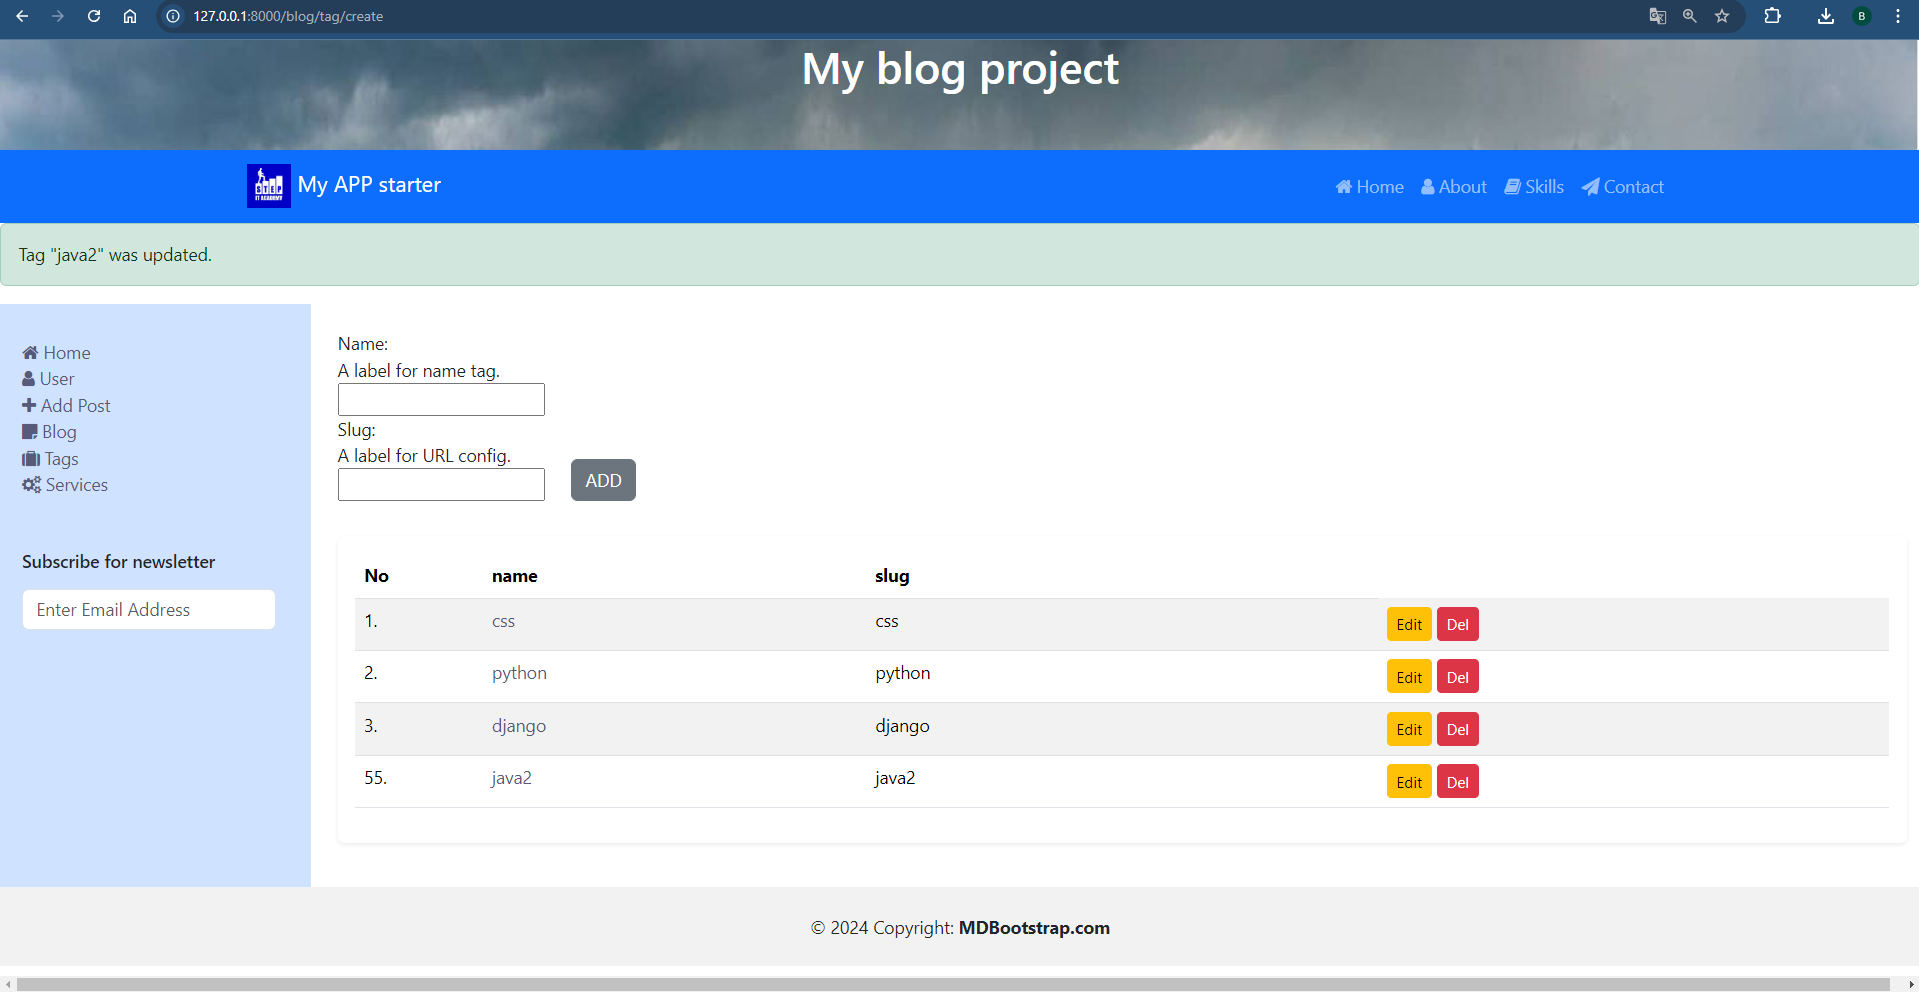 127.0.0.1:8000/blog/tag/create
B
My blog project
STEP
IT ACADEMY
My APP starter
Home About Skills Contact
Tag "java2" was updated.
Home
User
Add Post
Blog
Tags
Services
Subscribe for newsletter
Enter Email Address
Name:
A label for name tag.
Slug:
A label for URL config.
ADD
No name slug
1. css css Edit Del
2. python python Edit Del
3. django django Edit Del
55. java2 java2 Edit Del
© 2024 Copyright: MDBootstrap.com